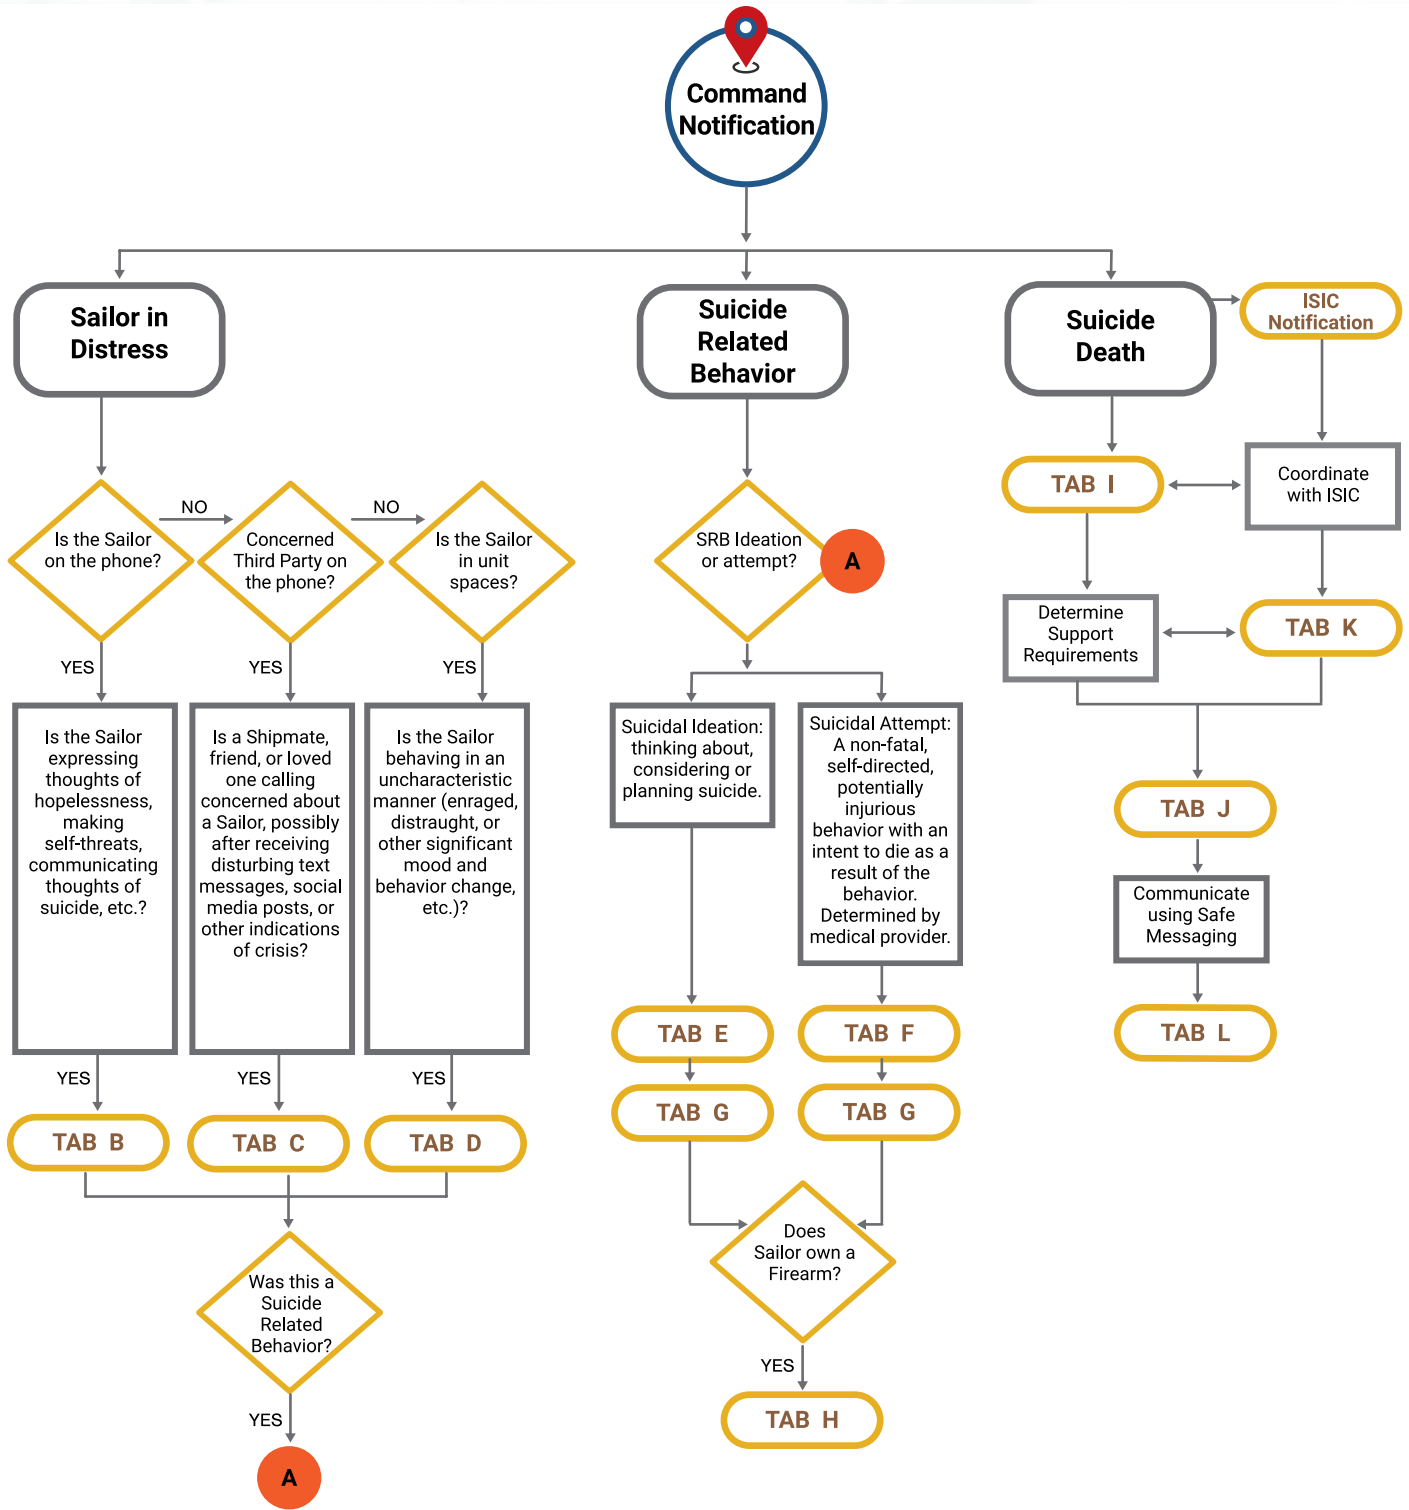 Command
Notification
Sailor in
Distress
Suicide
Related
Behavior
Suicide
Death
ISIC
Notification
TAB I
Coordinate
with ISIC
Is the Sailor
on the phone?
NO
Concerned
Third Party on
the phone?
NO
Is the Sailor
in unit
spaces?
SRB Ideation
or attempt?
A
Determine
Support
Requirements
TAB K
YES
YES
YES
Is the Sailor
expressing
thoughts of
hopelessness,
making
self-threats,
communicating
thoughts of
suicide, etc.?
Is a Shipmate,
friend, or loved
one calling
concerned about
a Sailor, possibly
after receiving
disturbing text
messages, social
media posts, or
other indications
of crisis?
Is the Sailor
behaving in an
uncharacteristic
manner (enraged,
distraught, or
other significant
mood and
behavior change,
etc.)?
Suicidal Ideation:
thinking about,
considering or
planning suicide.
Suicidal Attempt:
A non-fatal,
self-directed,
potentially
injurious
behavior with an
intent to die as a
result of the
behavior.
Determined by
medical provider.
TAB J
Communicate
using Safe
Messaging
TAB L
TAB E
TAB F
YES
YES
YES
TAB G
TAB G
TAB B
TAB C
TAB D
Does
Sailor own a
Firearm?
Was this a
Suicide
Related
Behavior?
YES
TAB H
YES
A